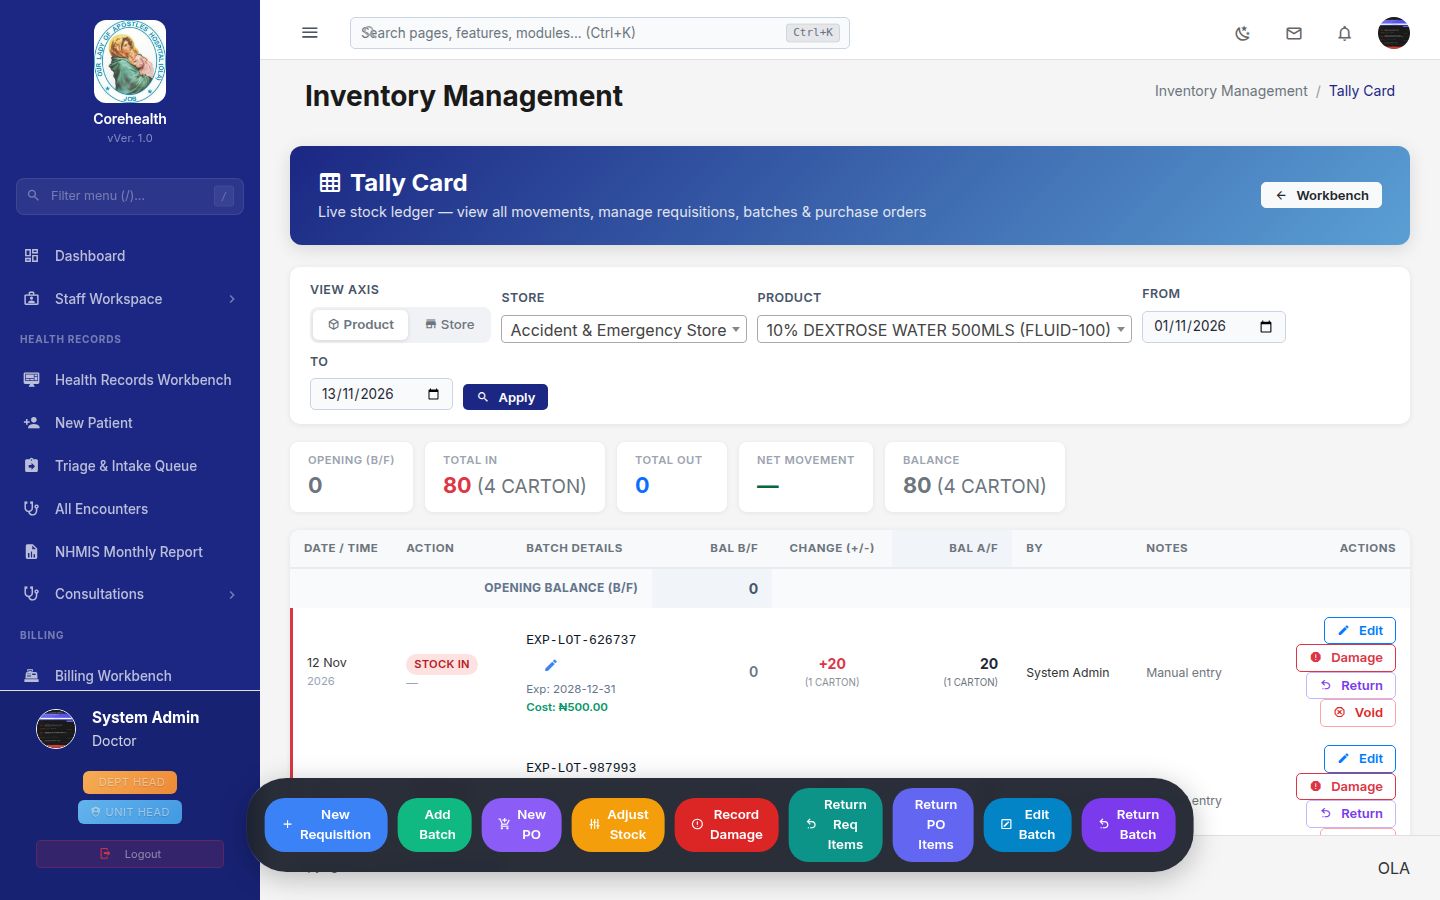 OUR LADY OF APOSTLES HOSPITAL (OLA)
JOS
Corehealth
vVer. 1.0
Filter menu (/)...
/
Dashboard
Staff Workspace
HEALTH RECORDS
Health Records Workbench
New Patient
Triage & Intake Queue
All Encounters
NHMIS Monthly Report
Consultations
BILLING
Billing Workbench
System Admin
Doctor
DEPT HEAD
UNIT HEAD
Logout
Search pages, features, modules... (Ctrl+K)
Ctrl+K
Inventory Management
Inventory Management / Tally Card
Tally Card
Live stock ledger — view all movements, manage requisitions, batches & purchase orders
Workbench
VIEW AXIS
Product
Store
STORE
Accident & Emergency Store
PRODUCT
10% DEXTROSE WATER 500MLS (FLUID-100)
FROM
01/11/2026
TO
13/11/2026
Apply
OPENING (B/F)
0
TOTAL IN
80 (4 CARTON)
TOTAL OUT
0
NET MOVEMENT
—
BALANCE
80 (4 CARTON)
DATE / TIME ACTION BATCH DETAILS BAL B/F CHANGE (+/-) BAL A/F BY NOTES ACTIONS
OPENING BALANCE (B/F) 0
12 Nov
2026
STOCK IN
—
EXP-LOT-626737
Exp: 2028-12-31
Cost: ₦500.00
0
+20
(1 CARTON)
20
(1 CARTON)
System Admin
Manual entry
Edit
Damage
Return
Void
EXP-LOT-987993
entry
Edit
Damage
Return
New Requisition
Add Batch
New PO
Adjust Stock
Record Damage
Return Req Items
Return PO Items
Edit Batch
Return Batch
OLA